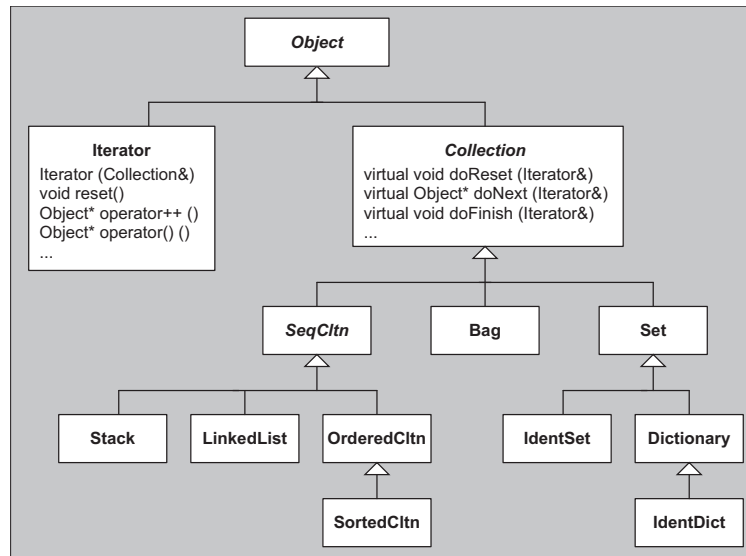 Object
Iterator
Iterator (Collection&)
void reset()
Object* operator++ ()
Object* operator() ()
...
Collection
virtual void doReset (Iterator&)
virtual Object* doNext (Iterator&)
virtual void doFinish (Iterator&)
...
SeqCltn
Bag
Set
Stack
LinkedList
OrderedCltn
IdentSet
Dictionary
SortedCltn
IdentDict